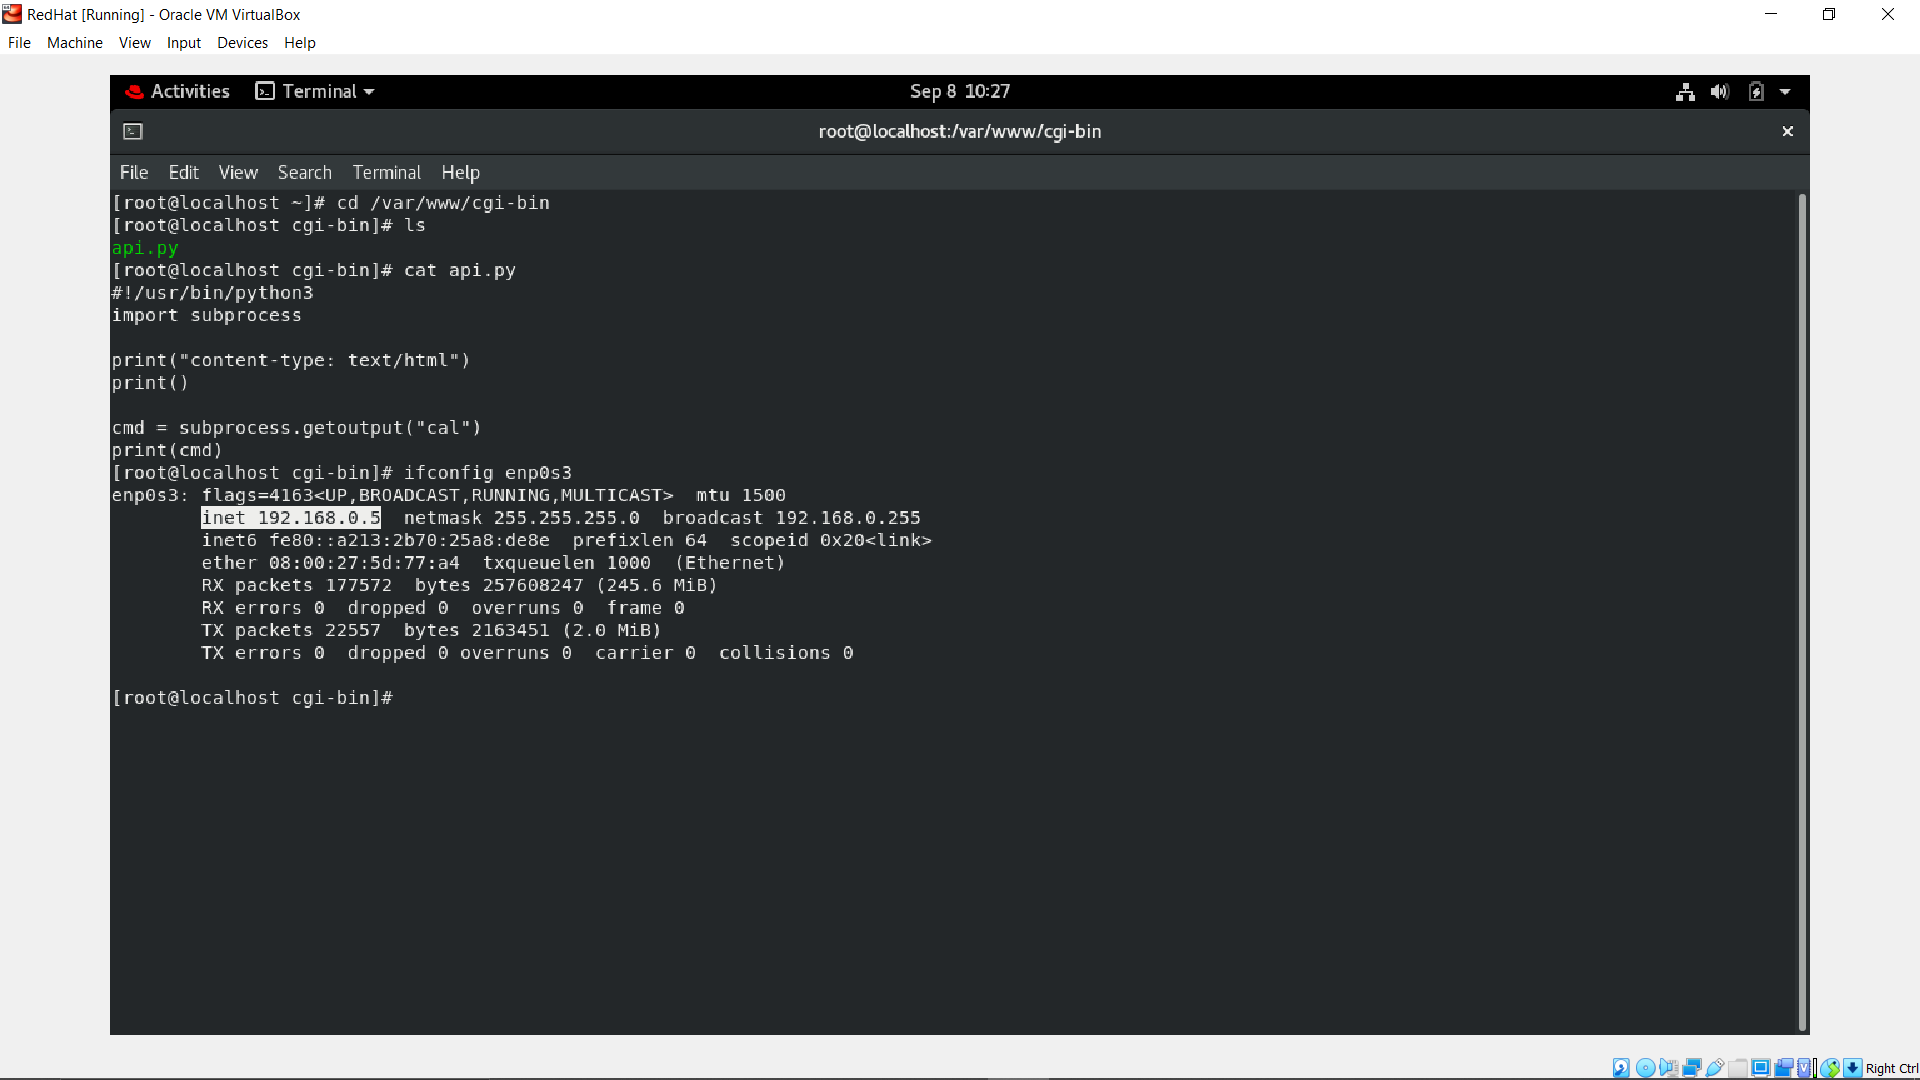 RedHat [Running] - Oracle VM VirtualBox
File Machine View Input Devices Help
Activities Terminal Sep 8 10:27
root@localhost:/var/www/cgi-bin
File Edit View Search Terminal Help
[root@localhost ~]# cd /var/www/cgi-bin
[root@localhost cgi-bin]# ls
api.py
[root@localhost cgi-bin]# cat api.py
#!/usr/bin/python3
import subprocess
print("content-type: text/html")
print()
cmd = subprocess.getoutput("cal")
print(cmd)
[root@localhost cgi-bin]# ifconfig enp0s3
enp0s3: flags=4163<UP,BROADCAST,RUNNING,MULTICAST>  mtu 1500
inet 192.168.0.5  netmask 255.255.255.0  broadcast 192.168.0.255
inet6 fe80::a213:2b70:25a8:de8e  prefixlen 64  scopeid 0x20<link>
ether 08:00:27:5d:77:a4  txqueuelen 1000  (Ethernet)
RX packets 177572  bytes 257608247 (245.6 MiB)
RX errors 0  dropped 0  overruns 0  frame 0
TX packets 22557  bytes 2163451 (2.0 MiB)
TX errors 0  dropped 0 overruns 0  carrier 0  collisions 0
[root@localhost cgi-bin]#
Right Ctrl